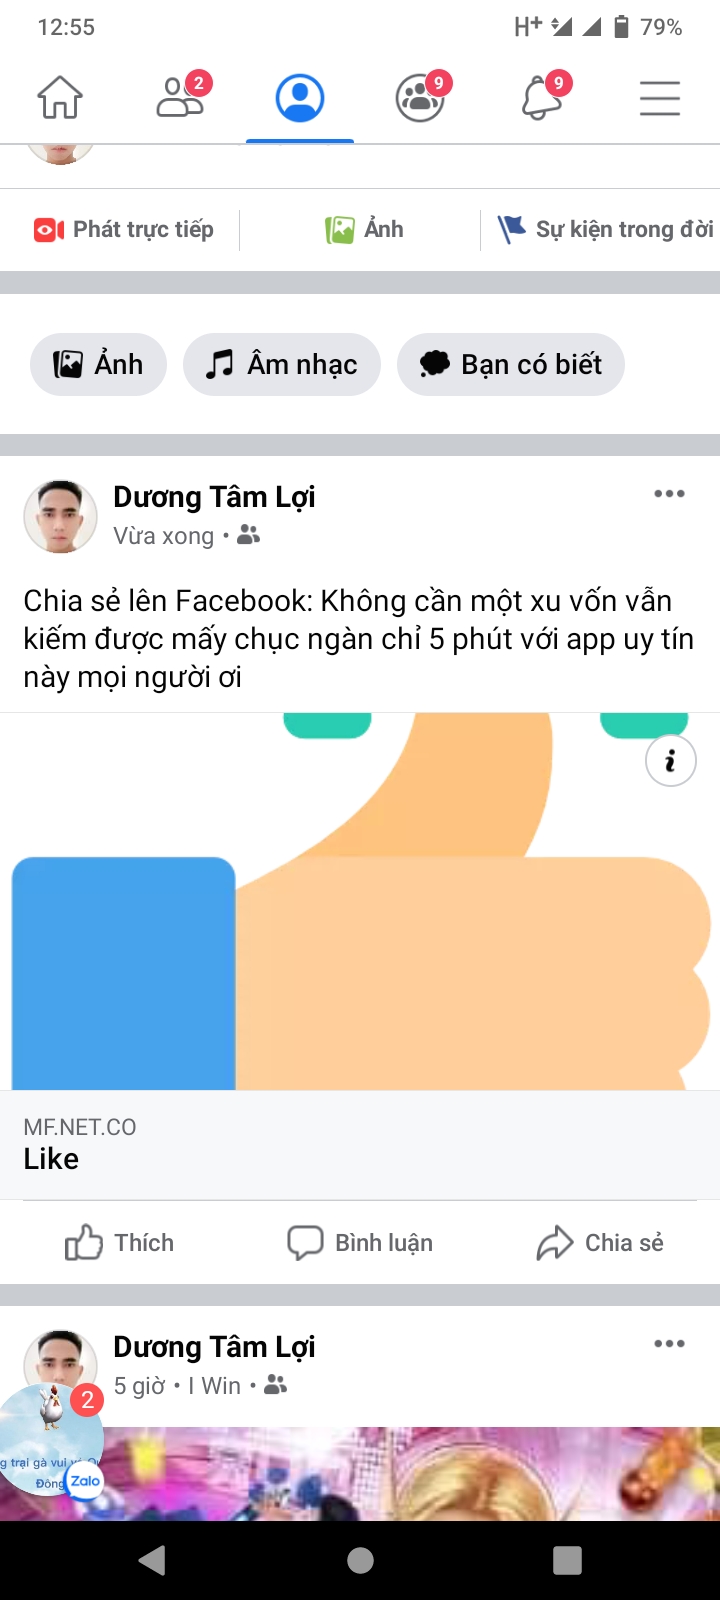 12:55
H+ 79%
2
9
9
Phát trực tiếp
Ảnh
Sự kiện trong đời
Ảnh
Âm nhạc
Bạn có biết
Dương Tâm Lợi
Vừa xong •
Chia sẻ lên Facebook: Không cần một xu vốn vẫn
kiếm được mấy chục ngàn chỉ 5 phút với app uy tín
này mọi người ơi
i
MF.NET.CO
Like
Thích
Bình luận
Chia sẻ
Dương Tâm Lợi
5 giờ • I Win •
2
g trại gà vui vẻ
Đông
Zalo